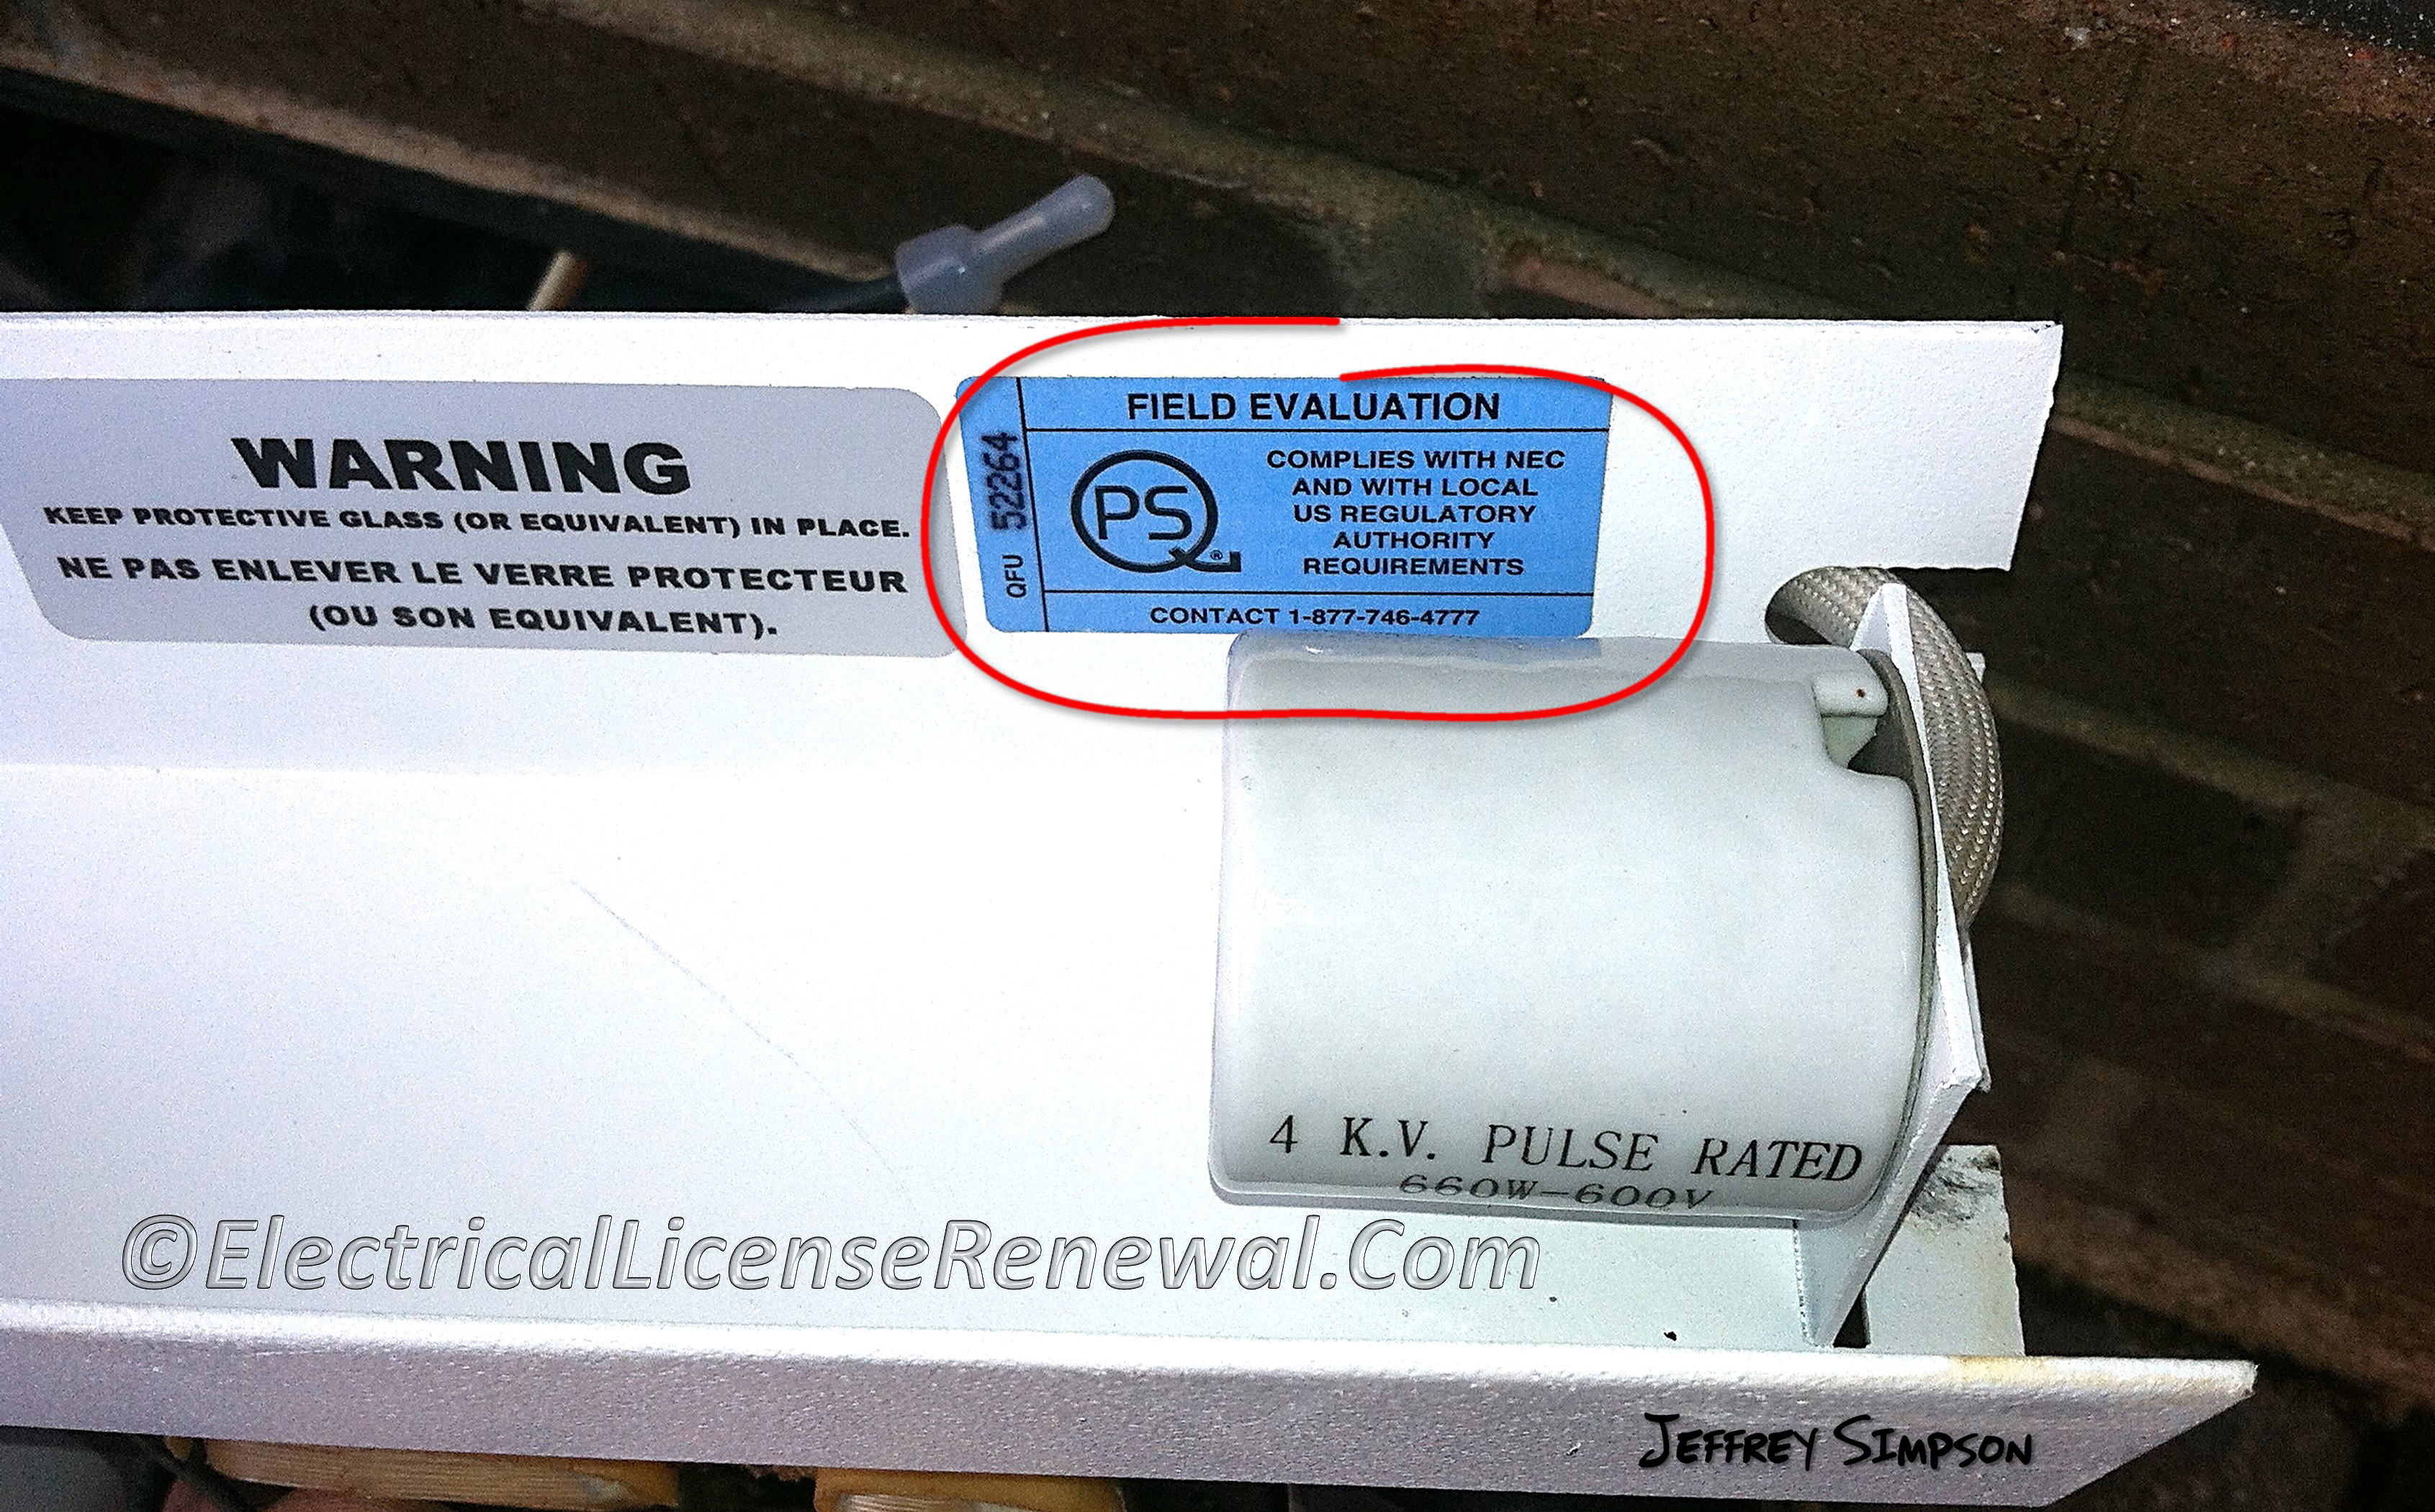 WARNING
KEEP PROTECTIVE GLASS (OR EQUIVALENT) IN PLACE.
NE PAS ENLEVER LE VERRE PROTECTEUR
(OU SON EQUIVALENT).
QFU 52264
FIELD EVALUATION
PS
®
COMPLIES WITH NEC
AND WITH LOCAL
US REGULATORY
AUTHORITY
REQUIREMENTS
CONTACT 1-877-746-4777
4 K.V. PULSE RATED
660W-600V
©ElectricalLicenseRenewal.Com
JEFFREY SIMPSON